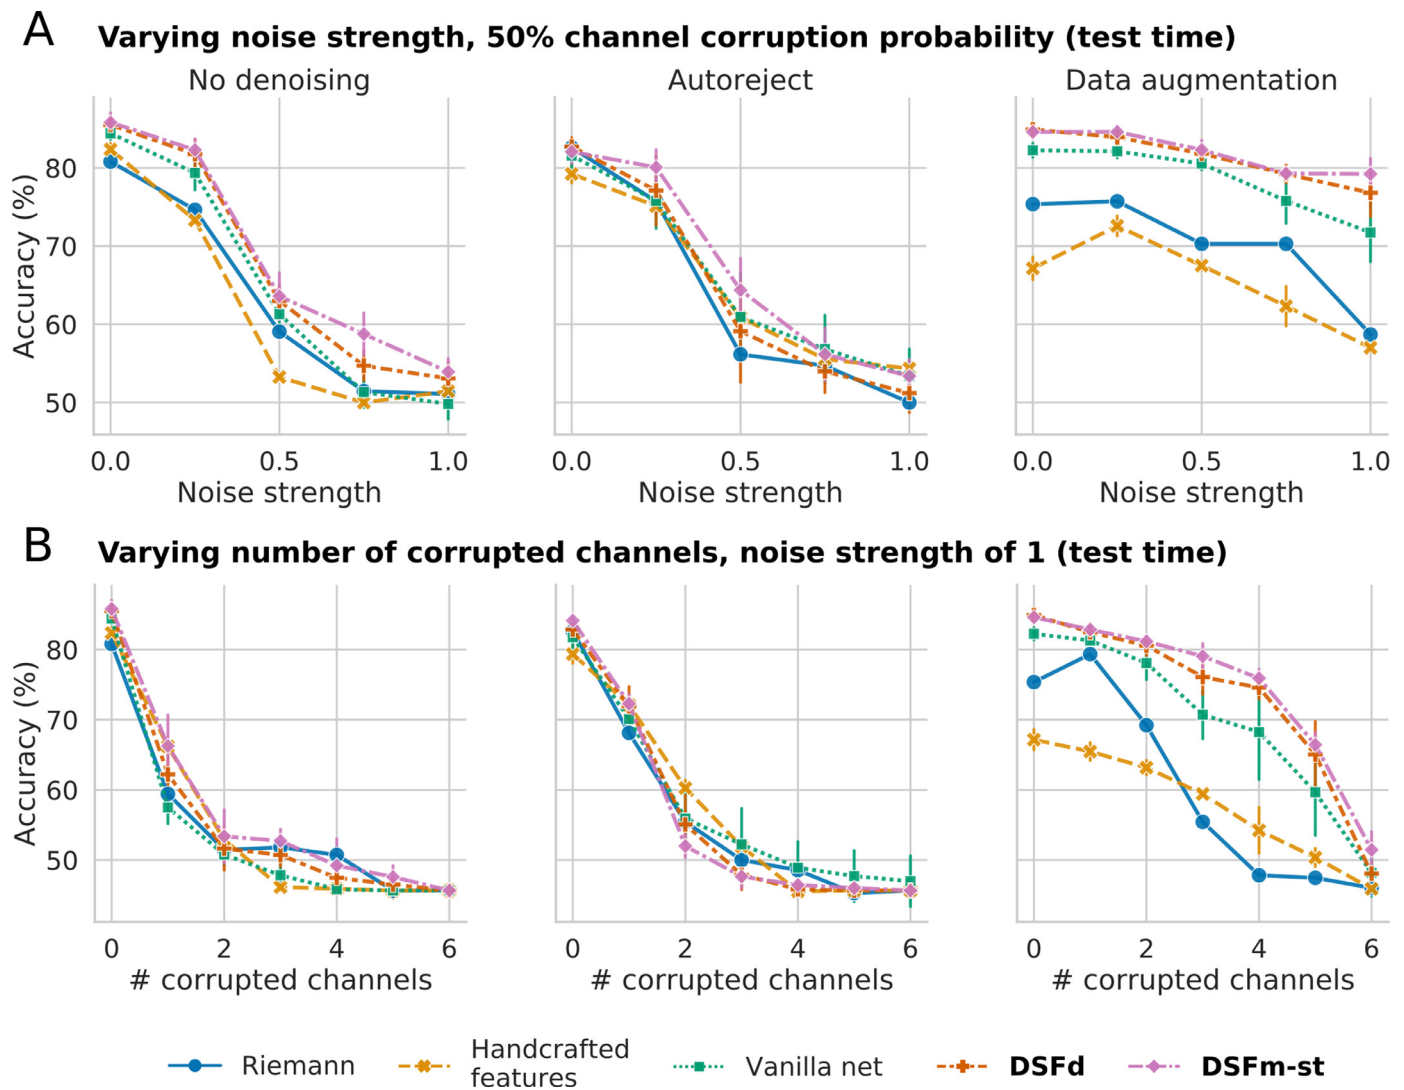 A
Varying noise strength, 50% channel corruption probability (test time)
No denoising
Autoreject
Data augmentation
Accuracy (%)
80
70
60
50
0.0 0.5 1.0
Noise strength
0.0 0.5 1.0
Noise strength
0.0 0.5 1.0
Noise strength
B
Varying number of corrupted channels, noise strength of 1 (test time)
Accuracy (%)
80
70
60
50
0 2 4 6
# corrupted channels
0 2 4 6
# corrupted channels
0 2 4 6
# corrupted channels
Riemann
Handcrafted
features
Vanilla net
DSFd
DSFm-st